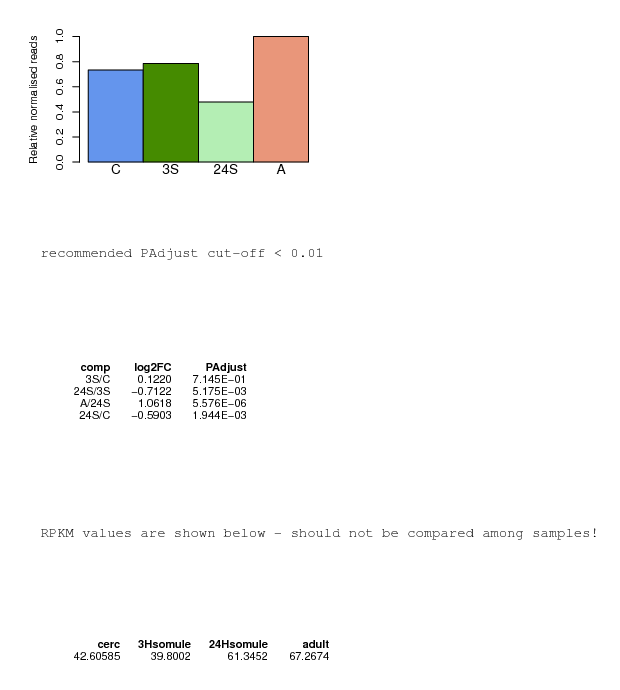 Relative normalised reads
1.0
0.8
0.6
0.4
0.2
0.0
C 3S 24S A
recommended PAdjust cut-off < 0.01
comp log2FC PAdjust
3S/C 0.1220 7.145E−01
24S/3S −0.7122 5.175E−03
A/24S 1.0618 5.576E−06
24S/C −0.5903 1.944E−03
RPKM values are shown below - should not be compared among samples!
cerc 3Hsomule 24Hsomule adult
42.60585 39.8002 61.3452 67.2674